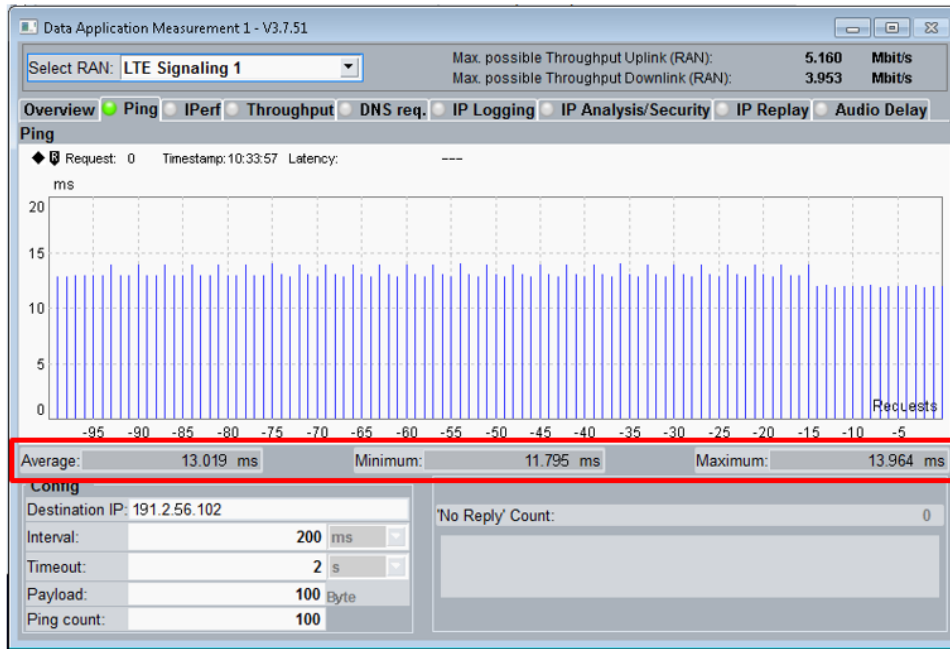 Data Application Measurement 1 - V3.7.51
Select RAN: LTE Signaling 1
Max. possible Throughput Uplink (RAN): 5.160 Mbit/s
Max. possible Throughput Downlink (RAN): 3.953 Mbit/s
Overview Ping IPerf Throughput DNS req. IP Logging IP Analysis/Security IP Replay Audio Delay
Ping
R Request: 0 Timestamp: 10:33:57 Latency: ---
ms
20
15
10
5
0
Requests
-95 -90 -85 -80 -75 -70 -65 -60 -55 -50 -45 -40 -35 -30 -25 -20 -15 -10 -5
Average: 13.019 ms Minimum: 11.795 ms Maximum: 13.964 ms
Config
Destination IP: 191.2.56.102
'No Reply' Count: 0
Interval: 200 ms
Timeout: 2 s
Payload: 100 Byte
Ping count: 100